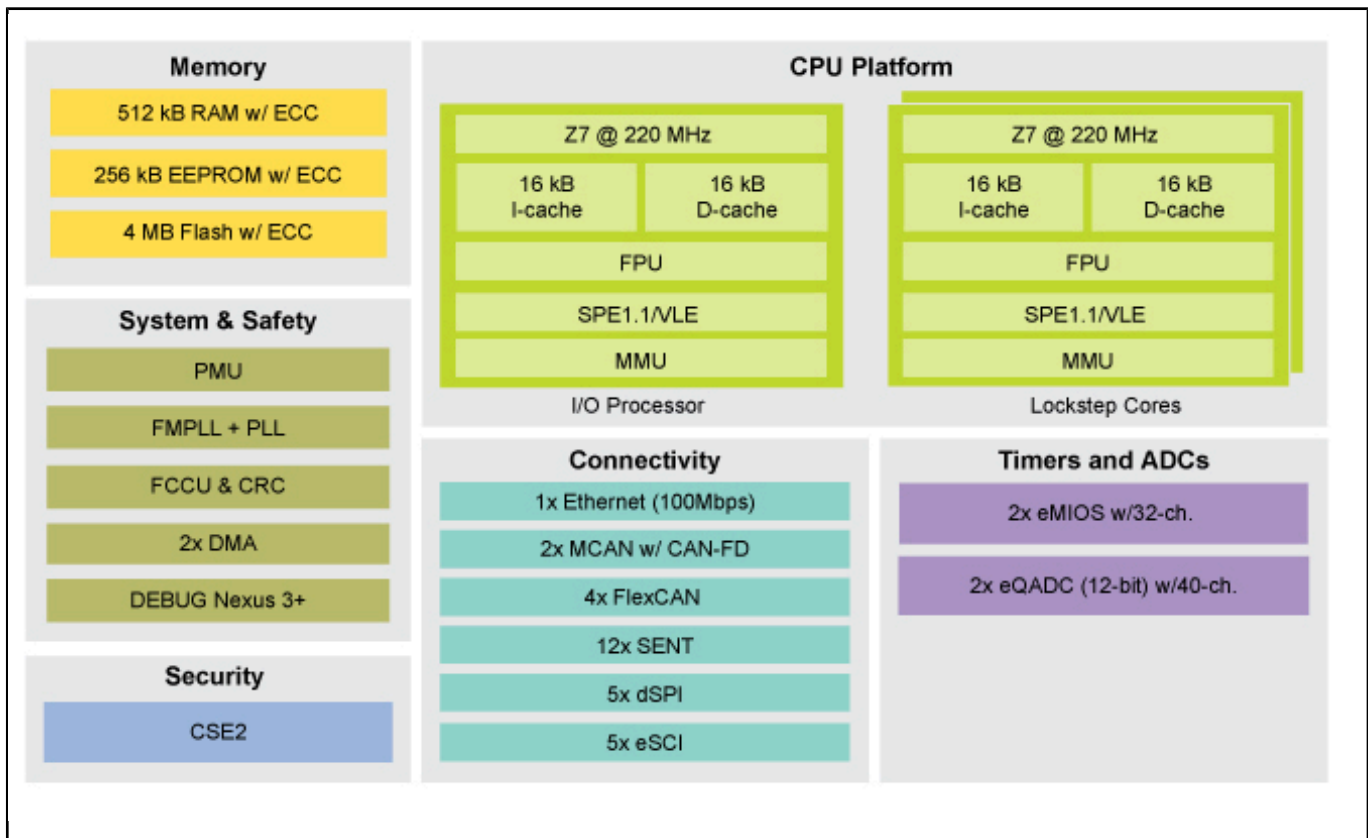 Memory
512 kB RAM w/ ECC
256 kB EEPROM w/ ECC
4 MB Flash w/ ECC
System & Safety
PMU
FMPLL + PLL
FCCU & CRC
2x DMA
DEBUG Nexus 3+
Security
CSE2
CPU Platform
Z7 @ 220 MHz
16 kB
I-cache
16 kB
D-cache
FPU
SPE1.1/VLE
MMU
I/O Processor
Z7 @ 220 MHz
16 kB
I-cache
16 kB
D-cache
FPU
SPE1.1/VLE
MMU
Lockstep Cores
Connectivity
1x Ethernet (100Mbps)
2x MCAN w/ CAN-FD
4x FlexCAN
12x SENT
5x dSPI
5x eSCI
Timers and ADCs
2x eMIOS w/32-ch.
2x eQADC (12-bit) w/40-ch.